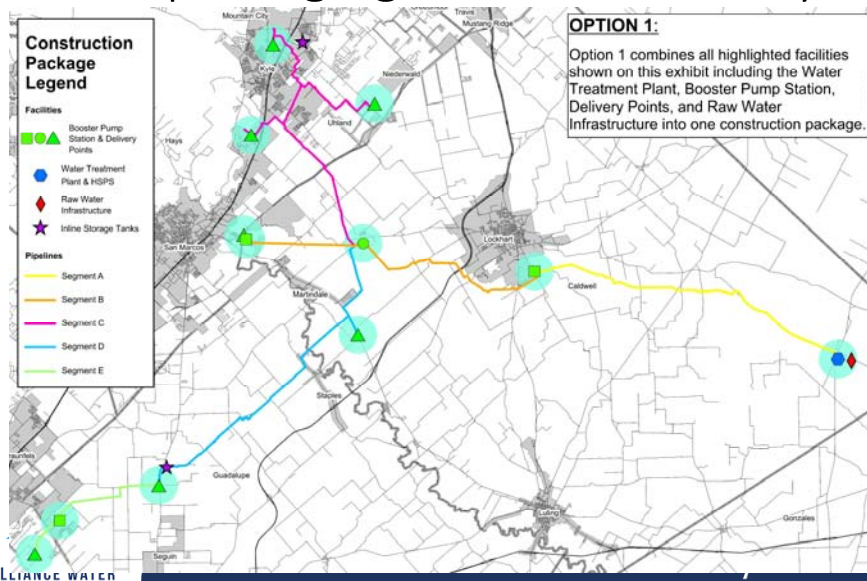 Construction
Package
Legend
Facilities
Booster Pump
Station & Delivery
Points
Water Treatment
Plant & HSPS
Raw Water
Infrastructure
Inline Storage Tanks
Pipelines
Segment A
Segment B
Segment C
Segment D
Segment E
OPTION 1:
Option 1 combines all highlighted facilities
shown on this exhibit including the Water
Treatment Plant, Booster Pump Station,
Delivery Points, and Raw Water
Infrastructure into one construction package.
Mountain City
Travis
Mustang Ridge
Kyle
Niederwald
Uhland
Hays
San Marcos
Lockhart
Martindale
Caldwell
Staples
Guadalupe
Seguin
Luling
Gonzales